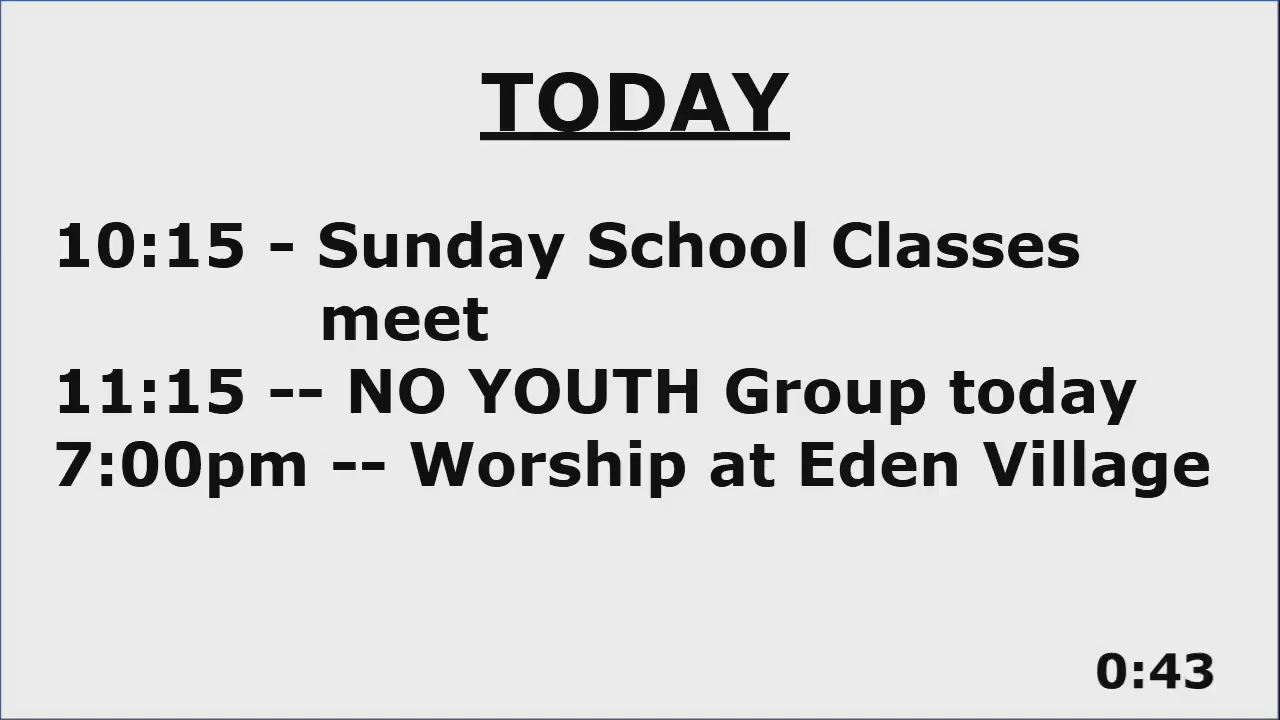 TODAY
10:15 - Sunday School Classes
meet
11:15 -- NO YOUTH Group today
7:00pm -- Worship at Eden Village
0:43